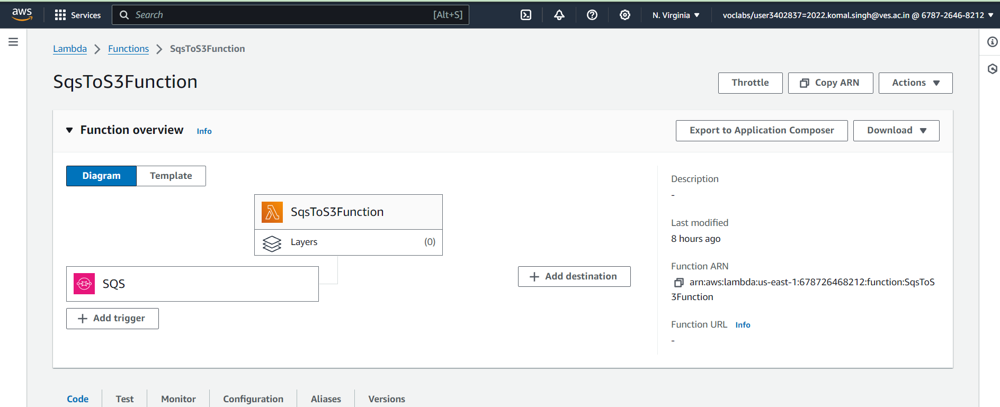 aws Services Search [Alt+S] N. Virginia voclabs/user3402837=2022.komal.singh@ves.ac.in @ 6787-2646-8212
Lambda Functions SqsToS3Function
SqsToS3Function
Throttle Copy ARN Actions
Function overview Info
Export to Application Composer Download
Diagram Template
SqsToS3Function
Layers (0)
SQS
Add trigger
Add destination
Description
-
Last modified
8 hours ago
Function ARN
arn:aws:lambda:us-east-1:678726468212:function:SqsToS
3Function
Function URL Info
-
Code Test Monitor Configuration Aliases Versions